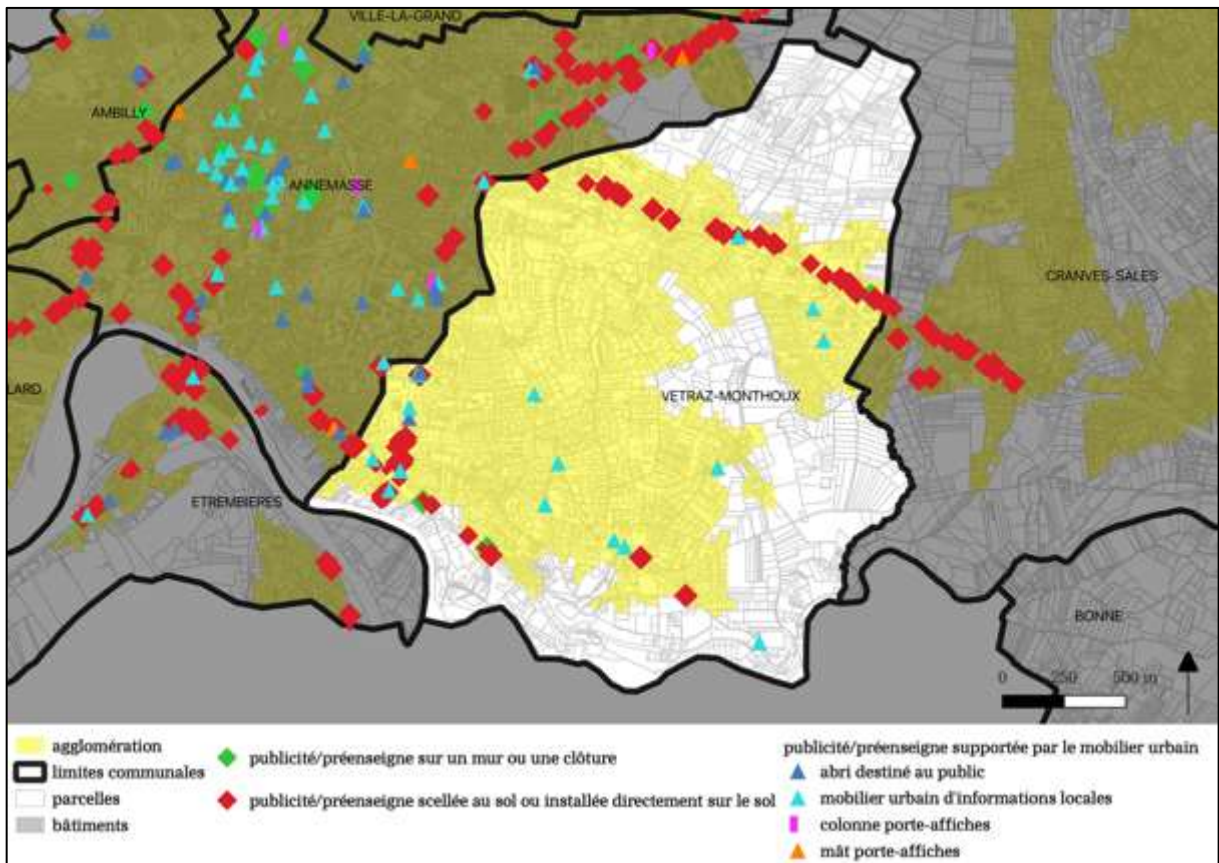 VILLE-LA-GRAND
AMBILLY
ANNEMASSE
CRANVES-SALES
LARD
VETRAZ-MONTHOUX
ETREMBIERES
BONNE
0 250 500 m
agglomération
limites communales
parcelles
bâtiments
publicité/préenseigne sur un mur ou une clôture
publicité/préenseigne scellée au sol ou installée directement sur le sol
publicité/préenseigne supportée par le mobilier urbain
abri destiné au public
mobilier urbain d'informations locales
colonne porte-affiches
mât porte-affiches